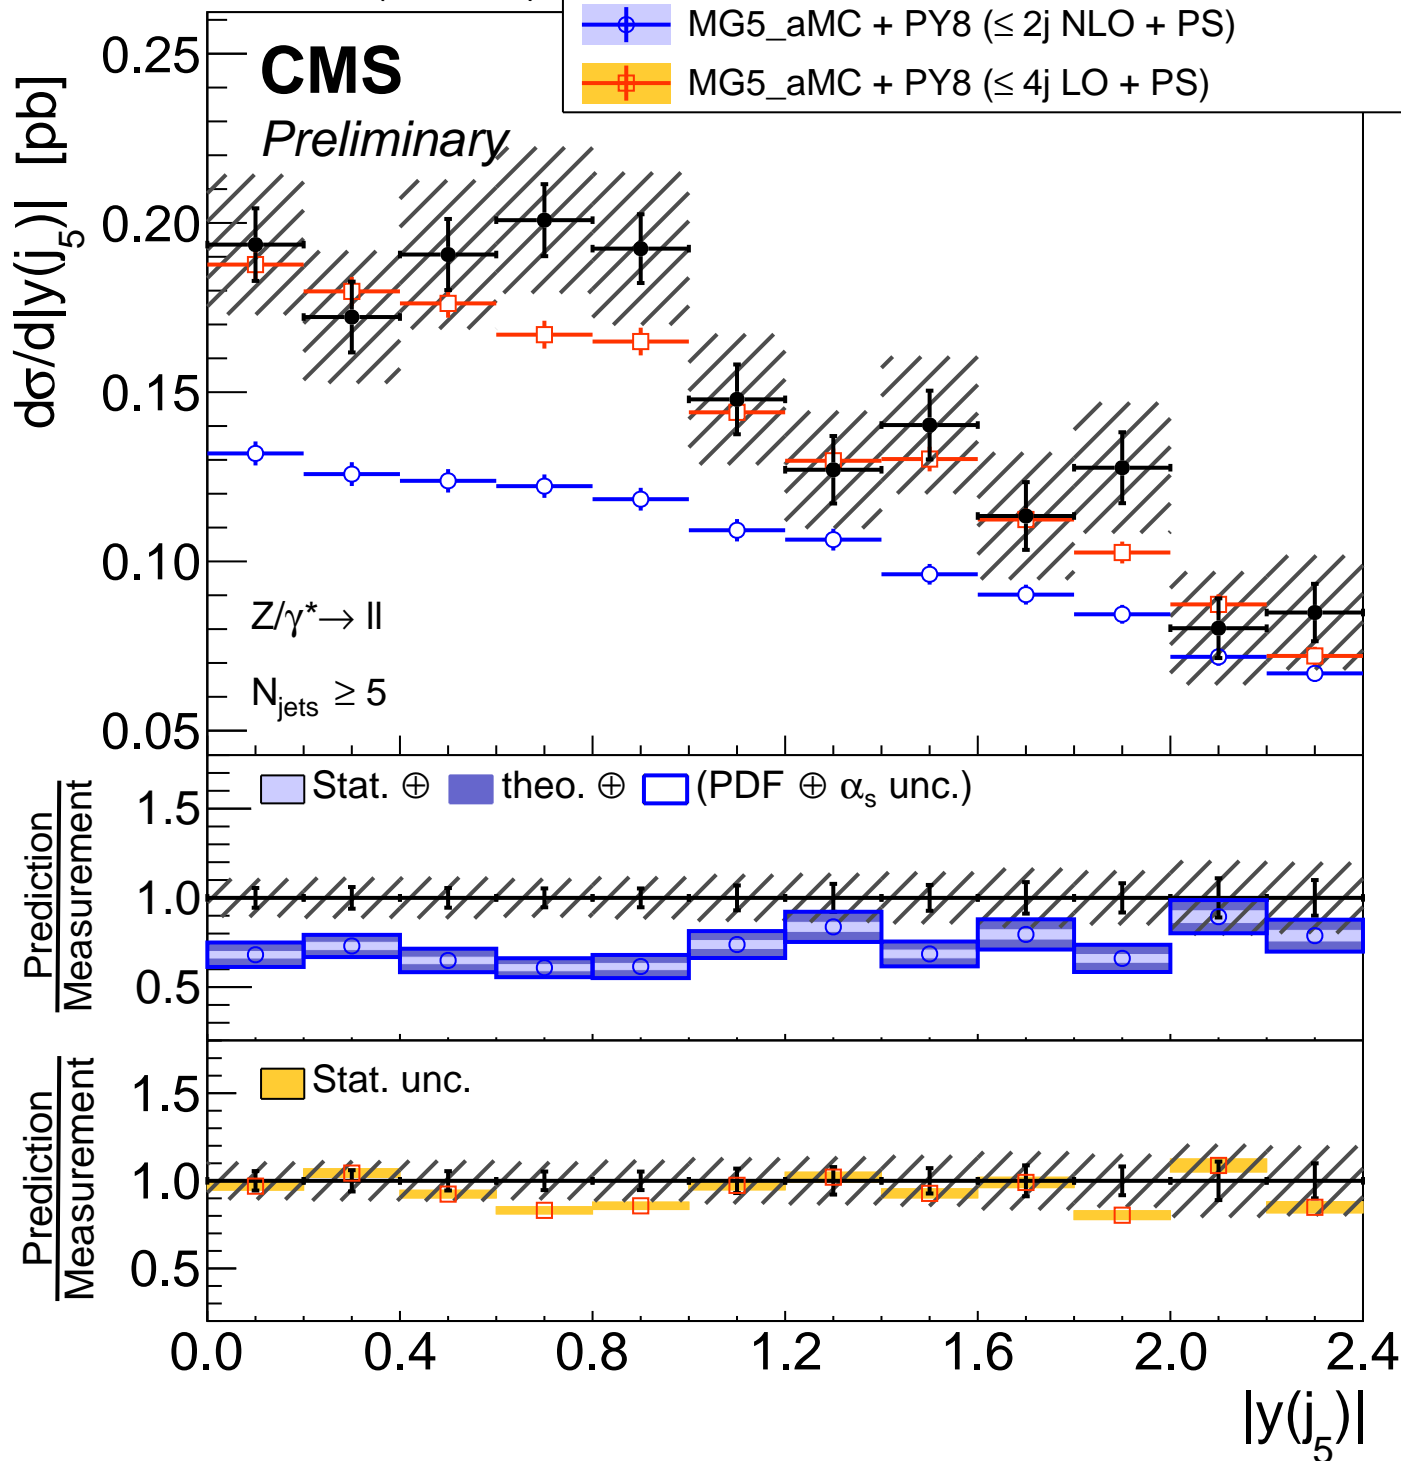 MG5_aMC + PY8 (≤ 2j NLO + PS)
MG5_aMC + PY8 (≤ 4j LO + PS)
CMS
Preliminary
dσ/d|y(j5)| [pb]
0.25
0.20
0.15
0.10
0.05
Z/γ*→ ll
Njets ≥ 5
Prediction
Measurement
1.5
1.0
0.5
Stat. ⊕ theo. ⊕ (PDF ⊕ αs unc.)
Prediction
Measurement
1.5
1.0
0.5
Stat. unc.
0.0 0.4 0.8 1.2 1.6 2.0 2.4
|y(j5)|